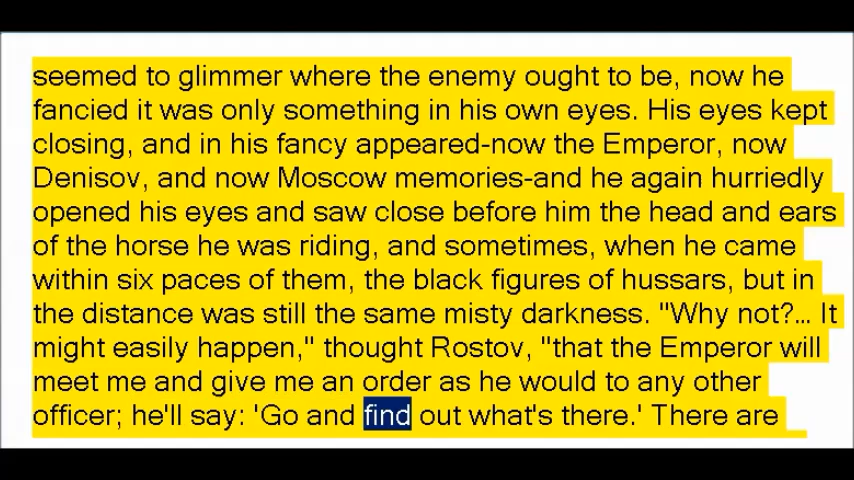 seemed to glimmer where the enemy ought to be, now he
fancied it was only something in his own eyes. His eyes kept
closing, and in his fancy appeared-now the Emperor, now
Denisov, and now Moscow memories-and he again hurriedly
opened his eyes and saw close before him the head and ears
of the horse he was riding, and sometimes, when he came
within six paces of them, the black figures of hussars, but in
the distance was still the same misty darkness. "Why not?... It
might easily happen," thought Rostov, "that the Emperor will
meet me and give me an order as he would to any other
officer; he'll say: 'Go and find out what's there.' There are